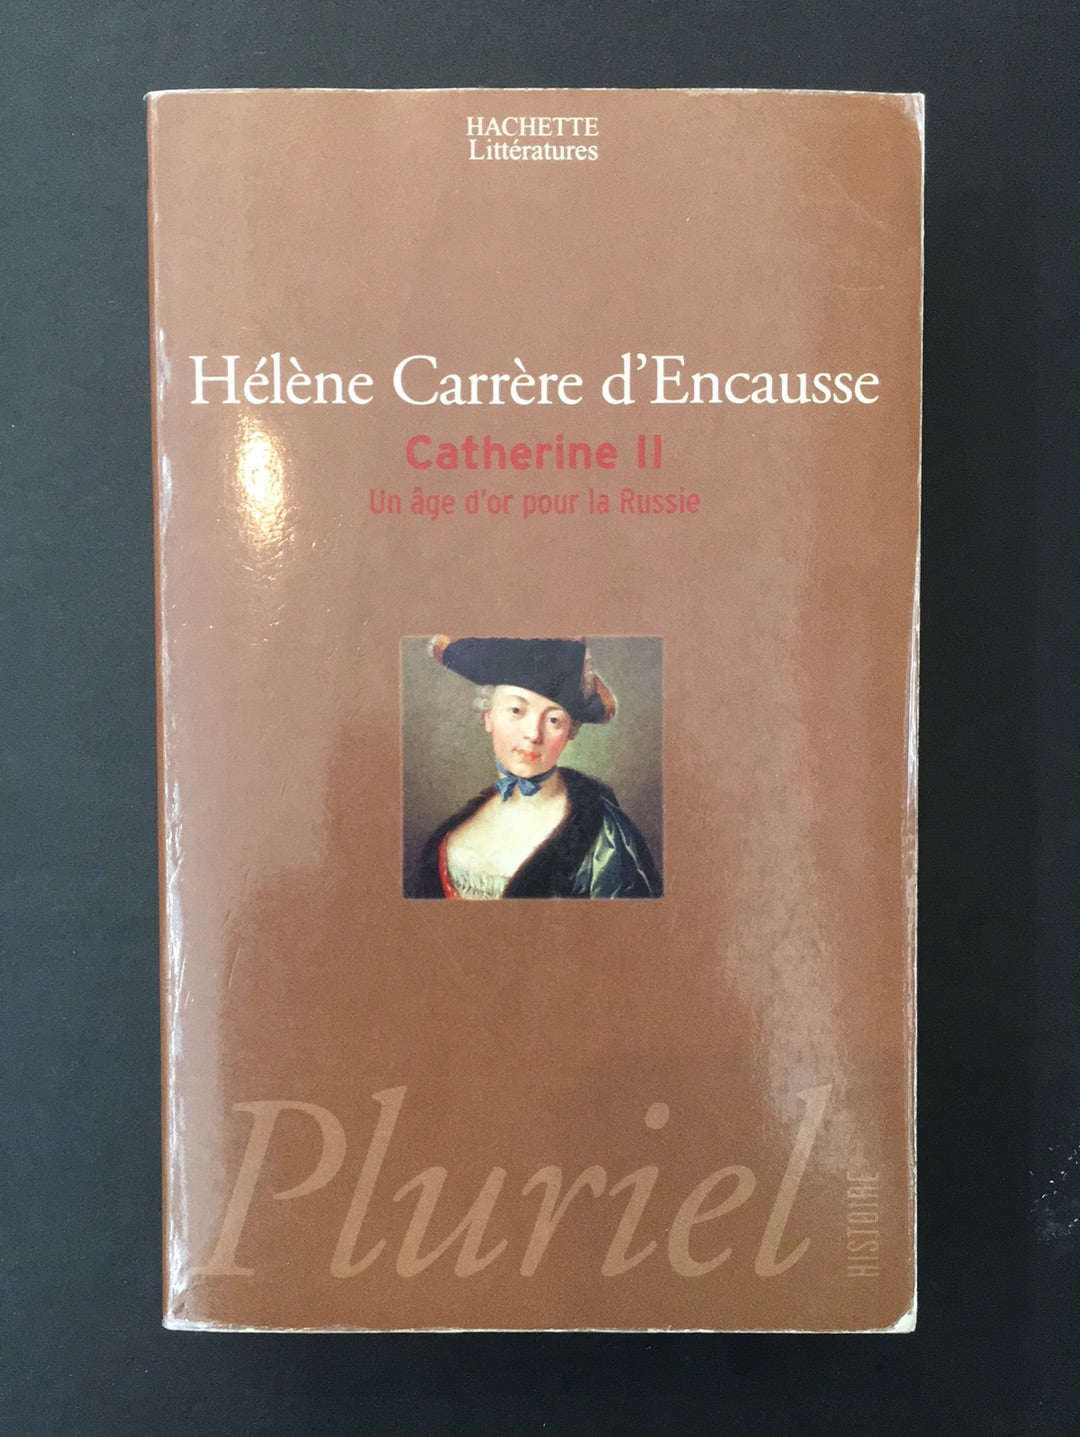 HACHETTE
Littératures
Hélène Carrère d'Encausse
Catherine II
Un âge d'or pour la Russie
Pluriel
HISTOIRE